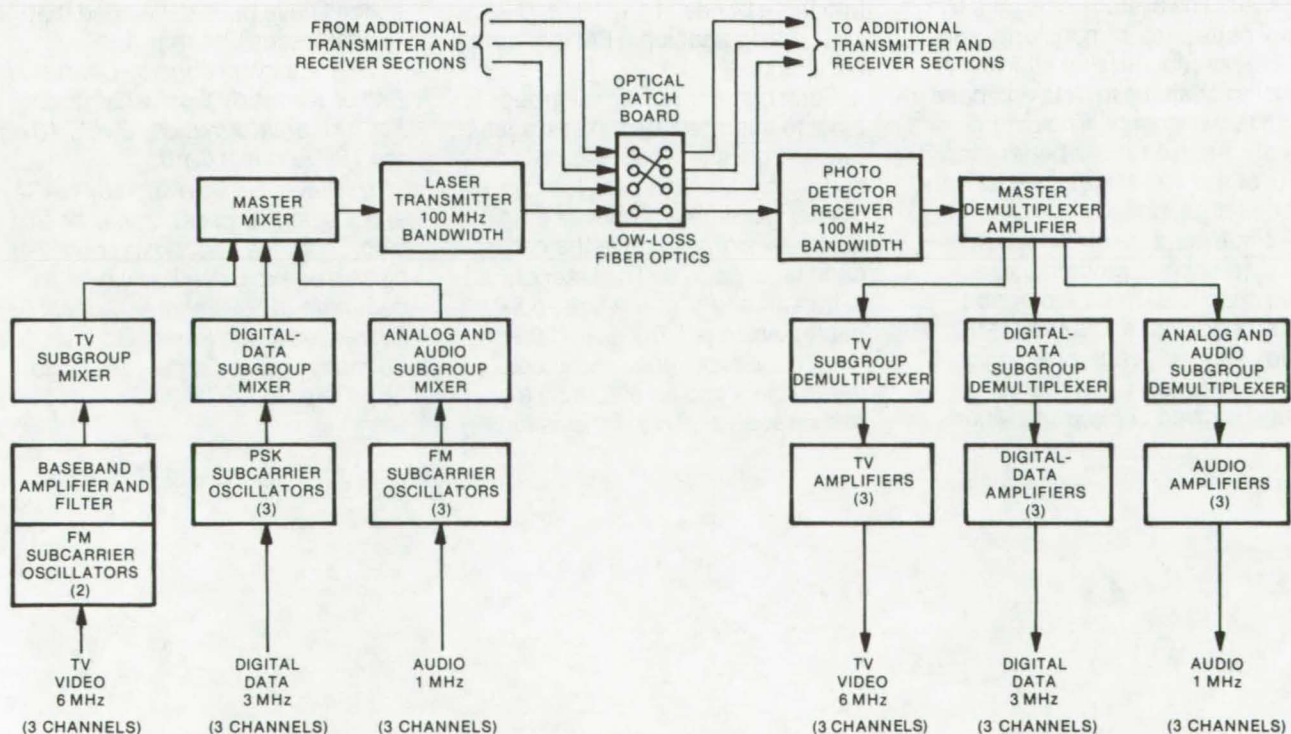 FROM ADDITIONAL
TRANSMITTER AND
RECEIVER SECTIONS
TO ADDITIONAL
TRANSMITTER AND
RECEIVER SECTIONS
OPTICAL
PATCH
BOARD
MASTER
MIXER
LASER
TRANSMITTER
100 MHz
BANDWIDTH
LOW-LOSS
FIBER OPTICS
PHOTO
DETECTOR
RECEIVER
100 MHz
BANDWIDTH
MASTER
DEMULTIPLEXER
AMPLIFIER
TV
SUBGROUP
MIXER
DIGITAL-
DATA
SUBGROUP
MIXER
ANALOG AND
AUDIO
SUBGROUP
MIXER
TV
SUBGROUP
DEMULTIPLEXER
DIGITAL
DATA
SUBGROUP
DEMULTIPLEXER
ANALOG AND
AUDIO
SUBGROUP
DEMULTIPLEXER
BASEBAND
AMPLIFIER AND
FILTER
FM
SUBCARRIER
OSCILLATORS
(2)
PSK
SUBCARRIER
OSCILLATORS
(3)
FM
SUBCARRIER
OSCILLATORS
(3)
TV
AMPLIFIERS
(3)
DIGITAL-
DATA
AMPLIFIERS
(3)
AUDIO
AMPLIFIERS
(3)
TV
VIDEO
6 MHz
(3 CHANNELS)
DIGITAL
DATA
3 MHz
(3 CHANNELS)
AUDIO
1 MHz
(3 CHANNELS)
TV
VIDEO
6 MHz
(3 CHANNELS)
DIGITAL
DATA
3 MHz
(3 CHANNELS)
AUDIO
1 MHz
(3 CHANNELS)